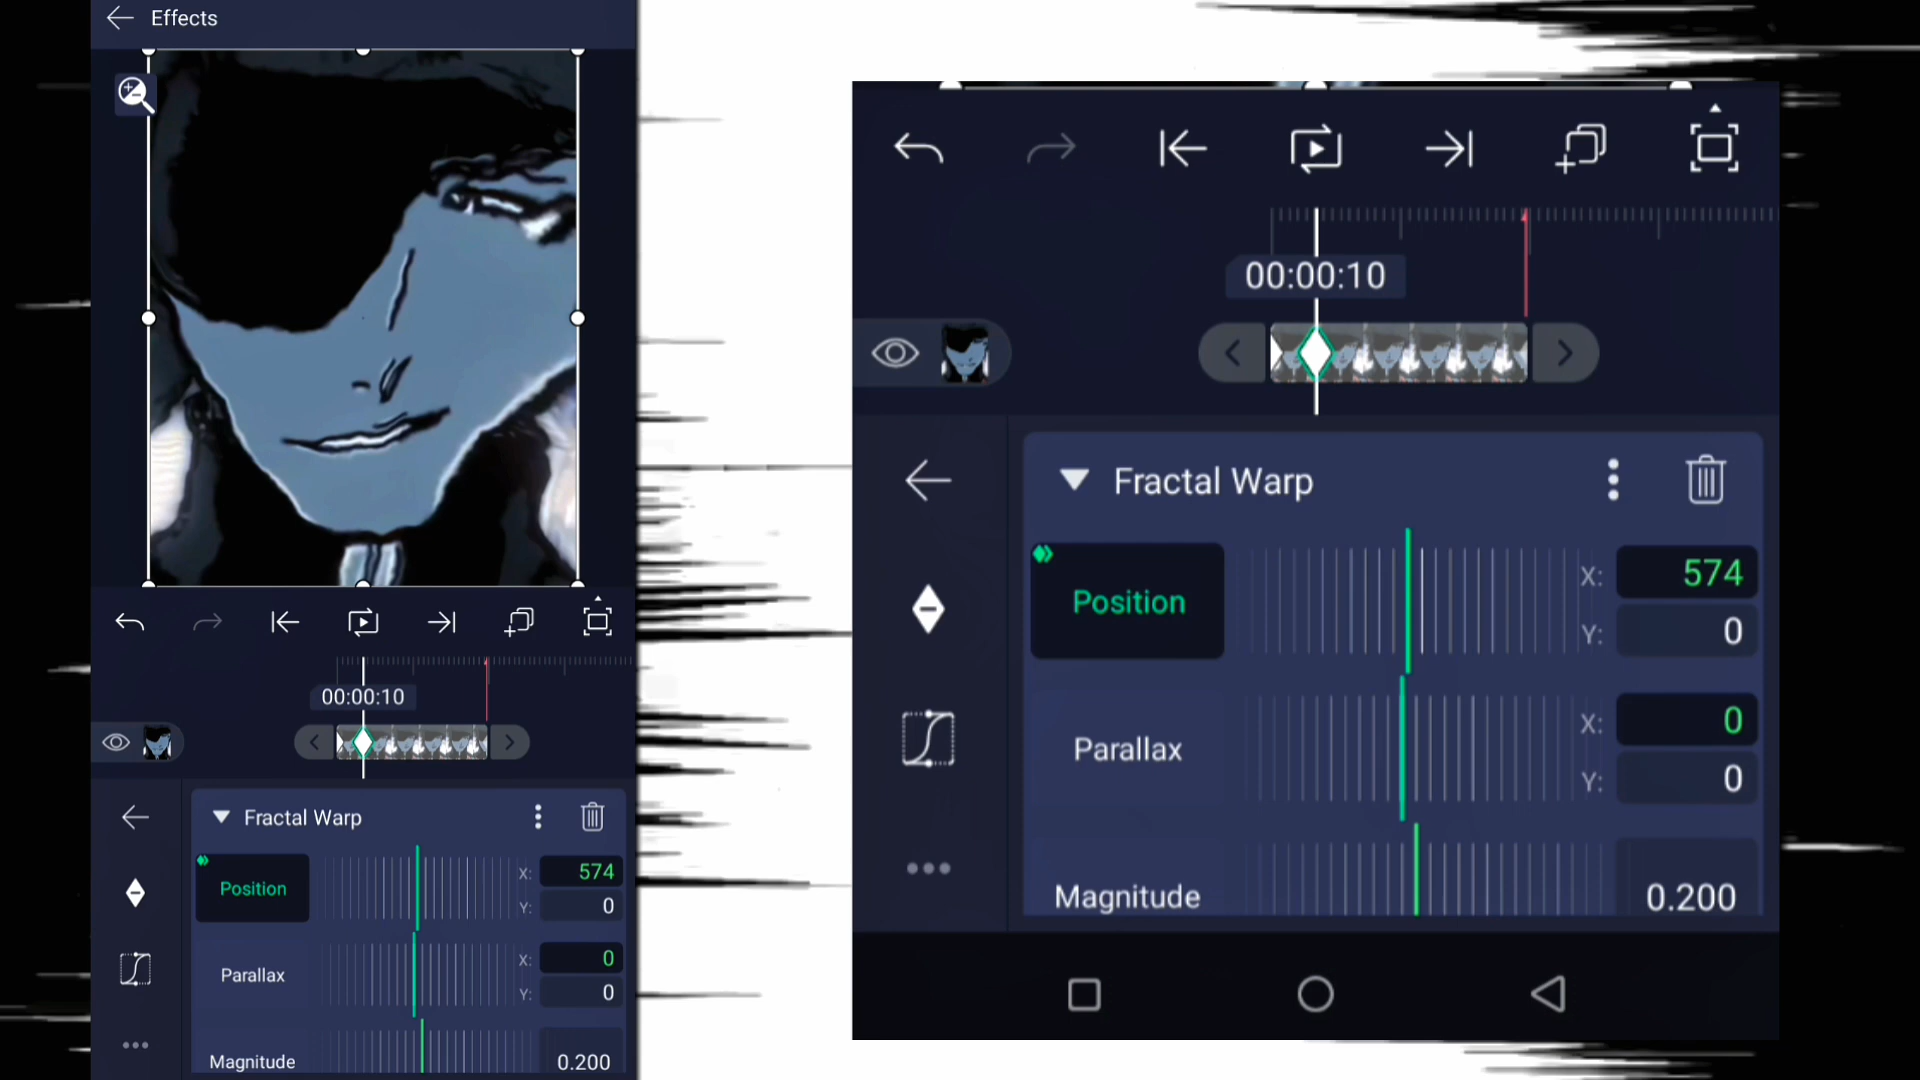 Effects
00:00:10
Fractal Warp
Position
X: 574
Y: 0
Parallax
X: 0
Y: 0
Magnitude
0.200
00:00:10
Fractal Warp
Position
X: 574
Y: 0
Parallax
X: 0
Y: 0
Magnitude
0.200